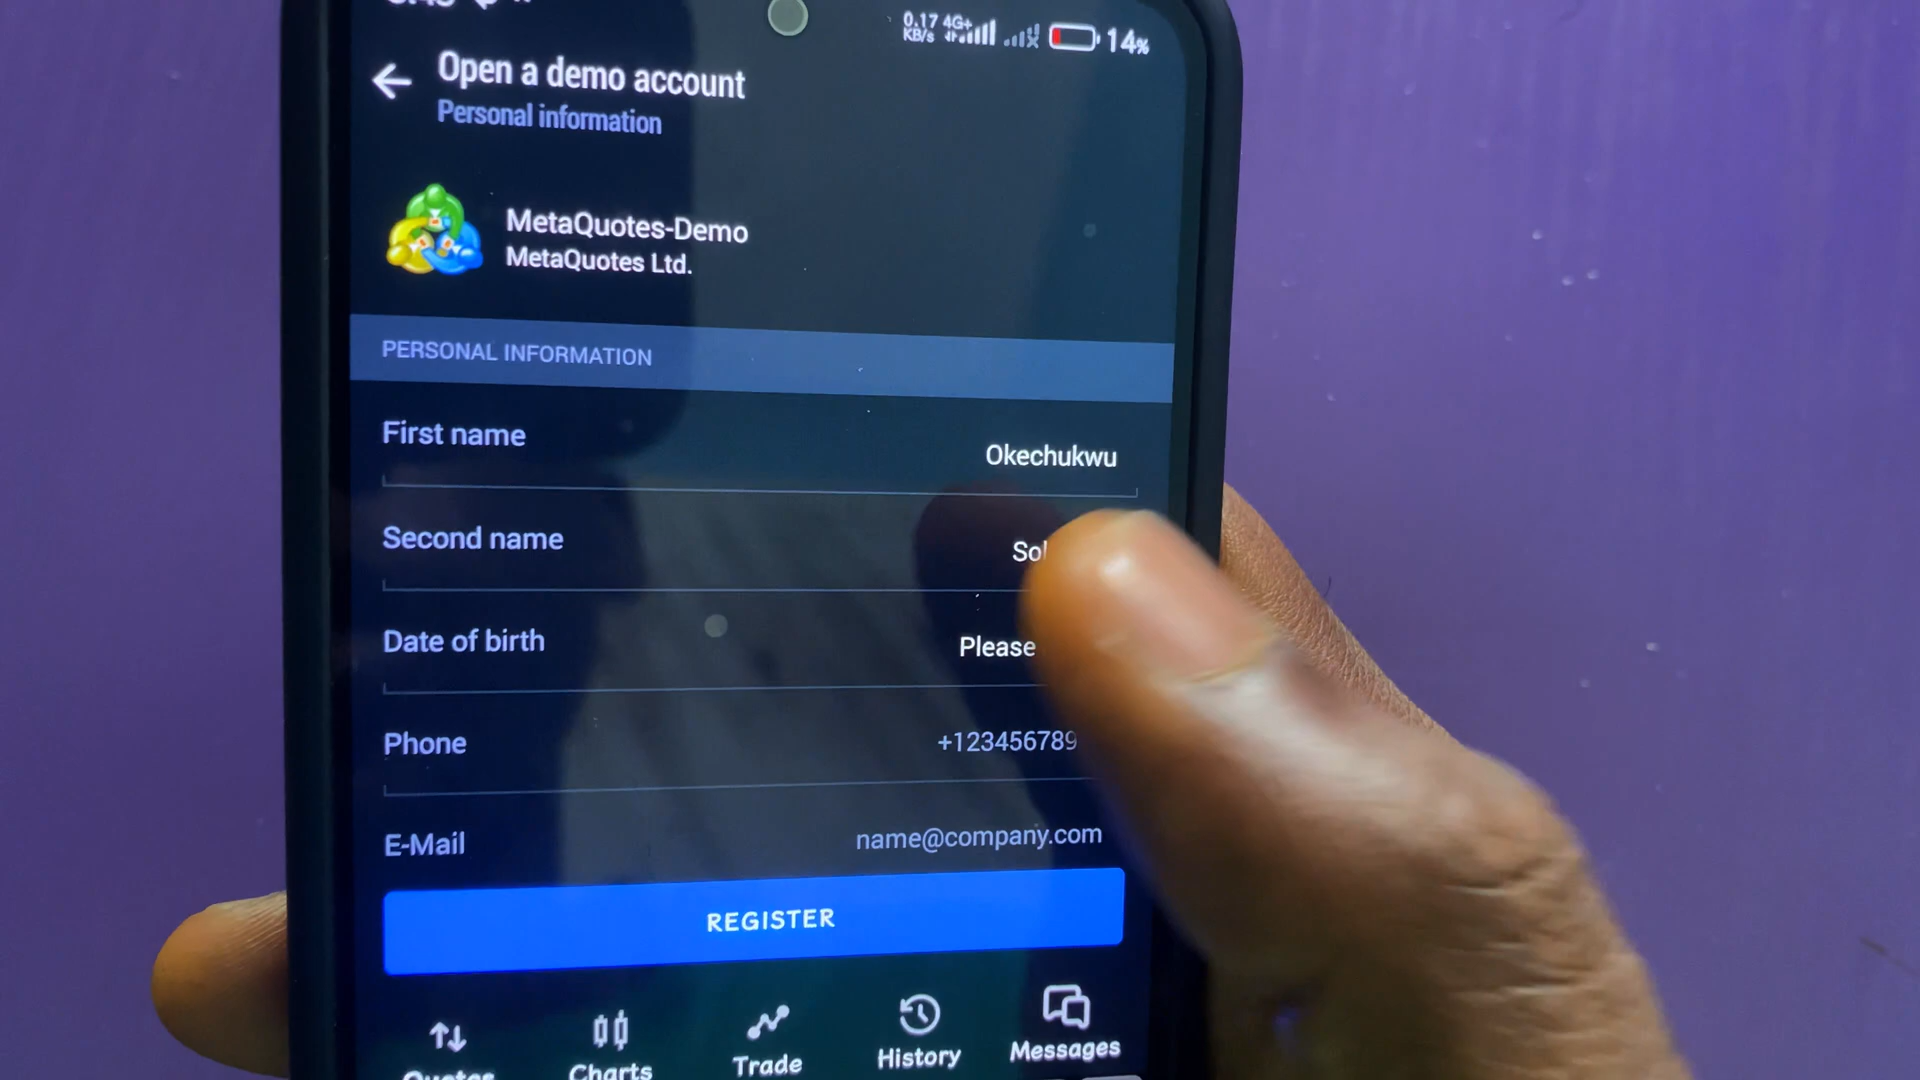 0.17 4G+
KB/s
14%
Open a demo account
Personal information
MetaQuotes-Demo
MetaQuotes Ltd.
PERSONAL INFORMATION
First name
Okechukwu
Second name
Date of birth
Please
Phone
+123456789
E-Mail
name@company.com
REGISTER
Quotes
Charts
Trade
History
Messages